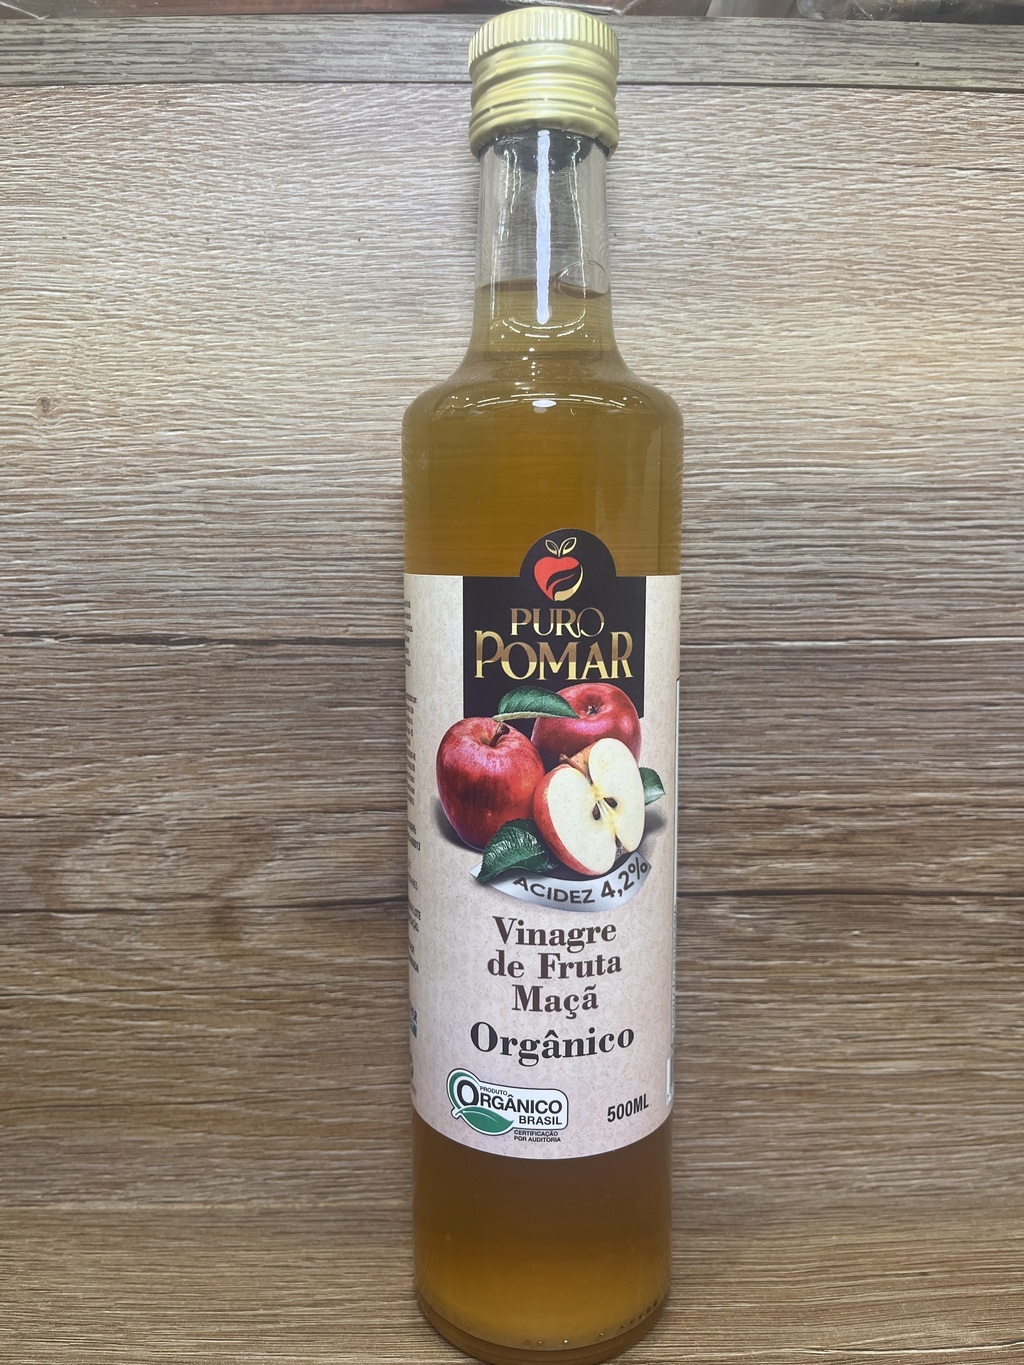 PURO
POMAR
ACIDEZ 4,2%
Vinagre
de Fruta
Maçã
Orgânico
PRODUTO
ORGÂNICO
BRASIL
CERTIFICAÇÃO
POR AUDITORIA
500ML